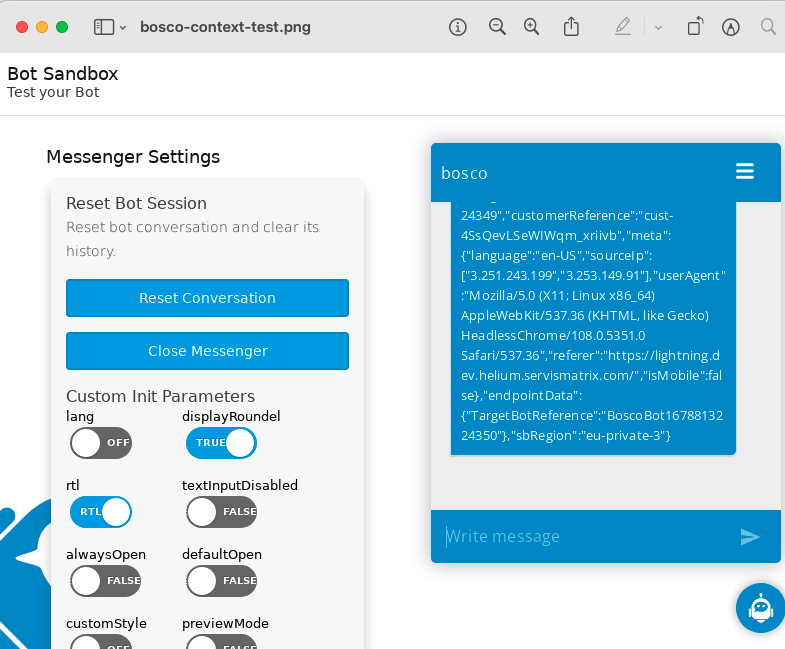 bosco-context-test.png
Bot Sandbox
Test your Bot
Messenger Settings
Reset Bot Session
Reset bot conversation and clear its
history.
Reset Conversation
Close Messenger
Custom Init Parameters
lang
displayRoundel
OFF
TRUE
rtl
textInputDisabled
RTL
FALSE
alwaysOpen
defaultOpen
FALSE
FALSE
customStyle
previewMode
OFF
FALSE
bosco
24349","customerReference":"cust-
4SsQevLSeWIWqm_xriivb","meta":
{"language":"en-US","sourceIp":
["3.251.243.199","3.253.149.91"],"userAgent"
:"Mozilla/5.0 (X11; Linux x86_64)
AppleWebKit/537.36 (KHTML, like Gecko)
HeadlessChrome/108.0.5351.0
Safari/537.36","referer":"https://lightning.d
ev.helium.servismatrix.com/","isMobile":fal
se},"endpointData":
{"TargetBotReference":"BoscoBot16788132
24350"},"sbRegion":"eu-private-3"}
Write message